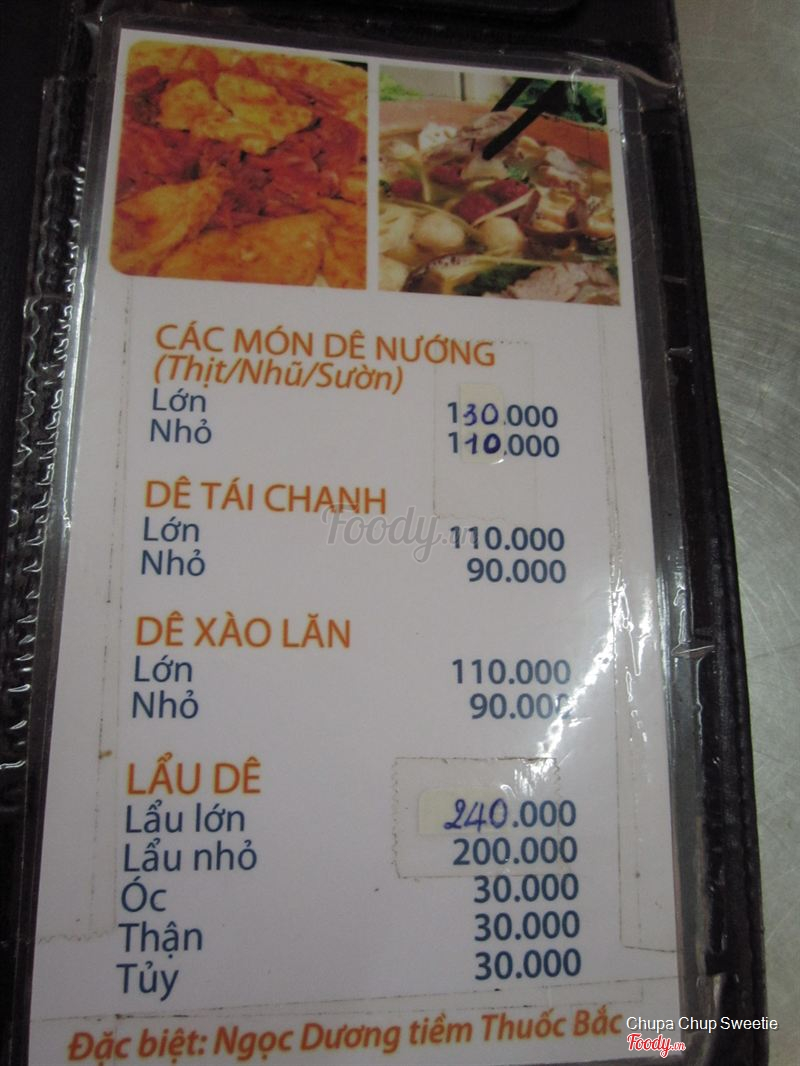 CÁC MÓN DÊ NƯỚNG
(Thịt/Nhũ/Sườn)
Lớn 130.000
Nhỏ 110.000
DÊ TÁI CHANH
Foody.vn
Lớn 110.000
Nhỏ 90.000
DÊ XÀO LĂN
Lớn 110.000
Nhỏ 90.000
LẨU DÊ
Lẩu lớn 240.000
Lẩu nhỏ 200.000
Óc 30.000
Thận 30.000
Tủy 30.000
Đặc biệt: Ngọc Dương tiềm Thuốc Bắc
Chupa Chup Sweetie
Foody.vn